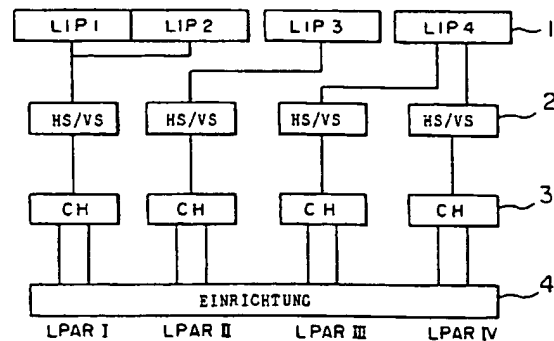 LIP1 LIP2 LIP3 LIP4 1
HS/VS HS/VS HS/VS HS/VS 2
CH CH CH CH 3
EINRICHTUNG 4
LPAR I LPAR II LPAR III LPAR IV